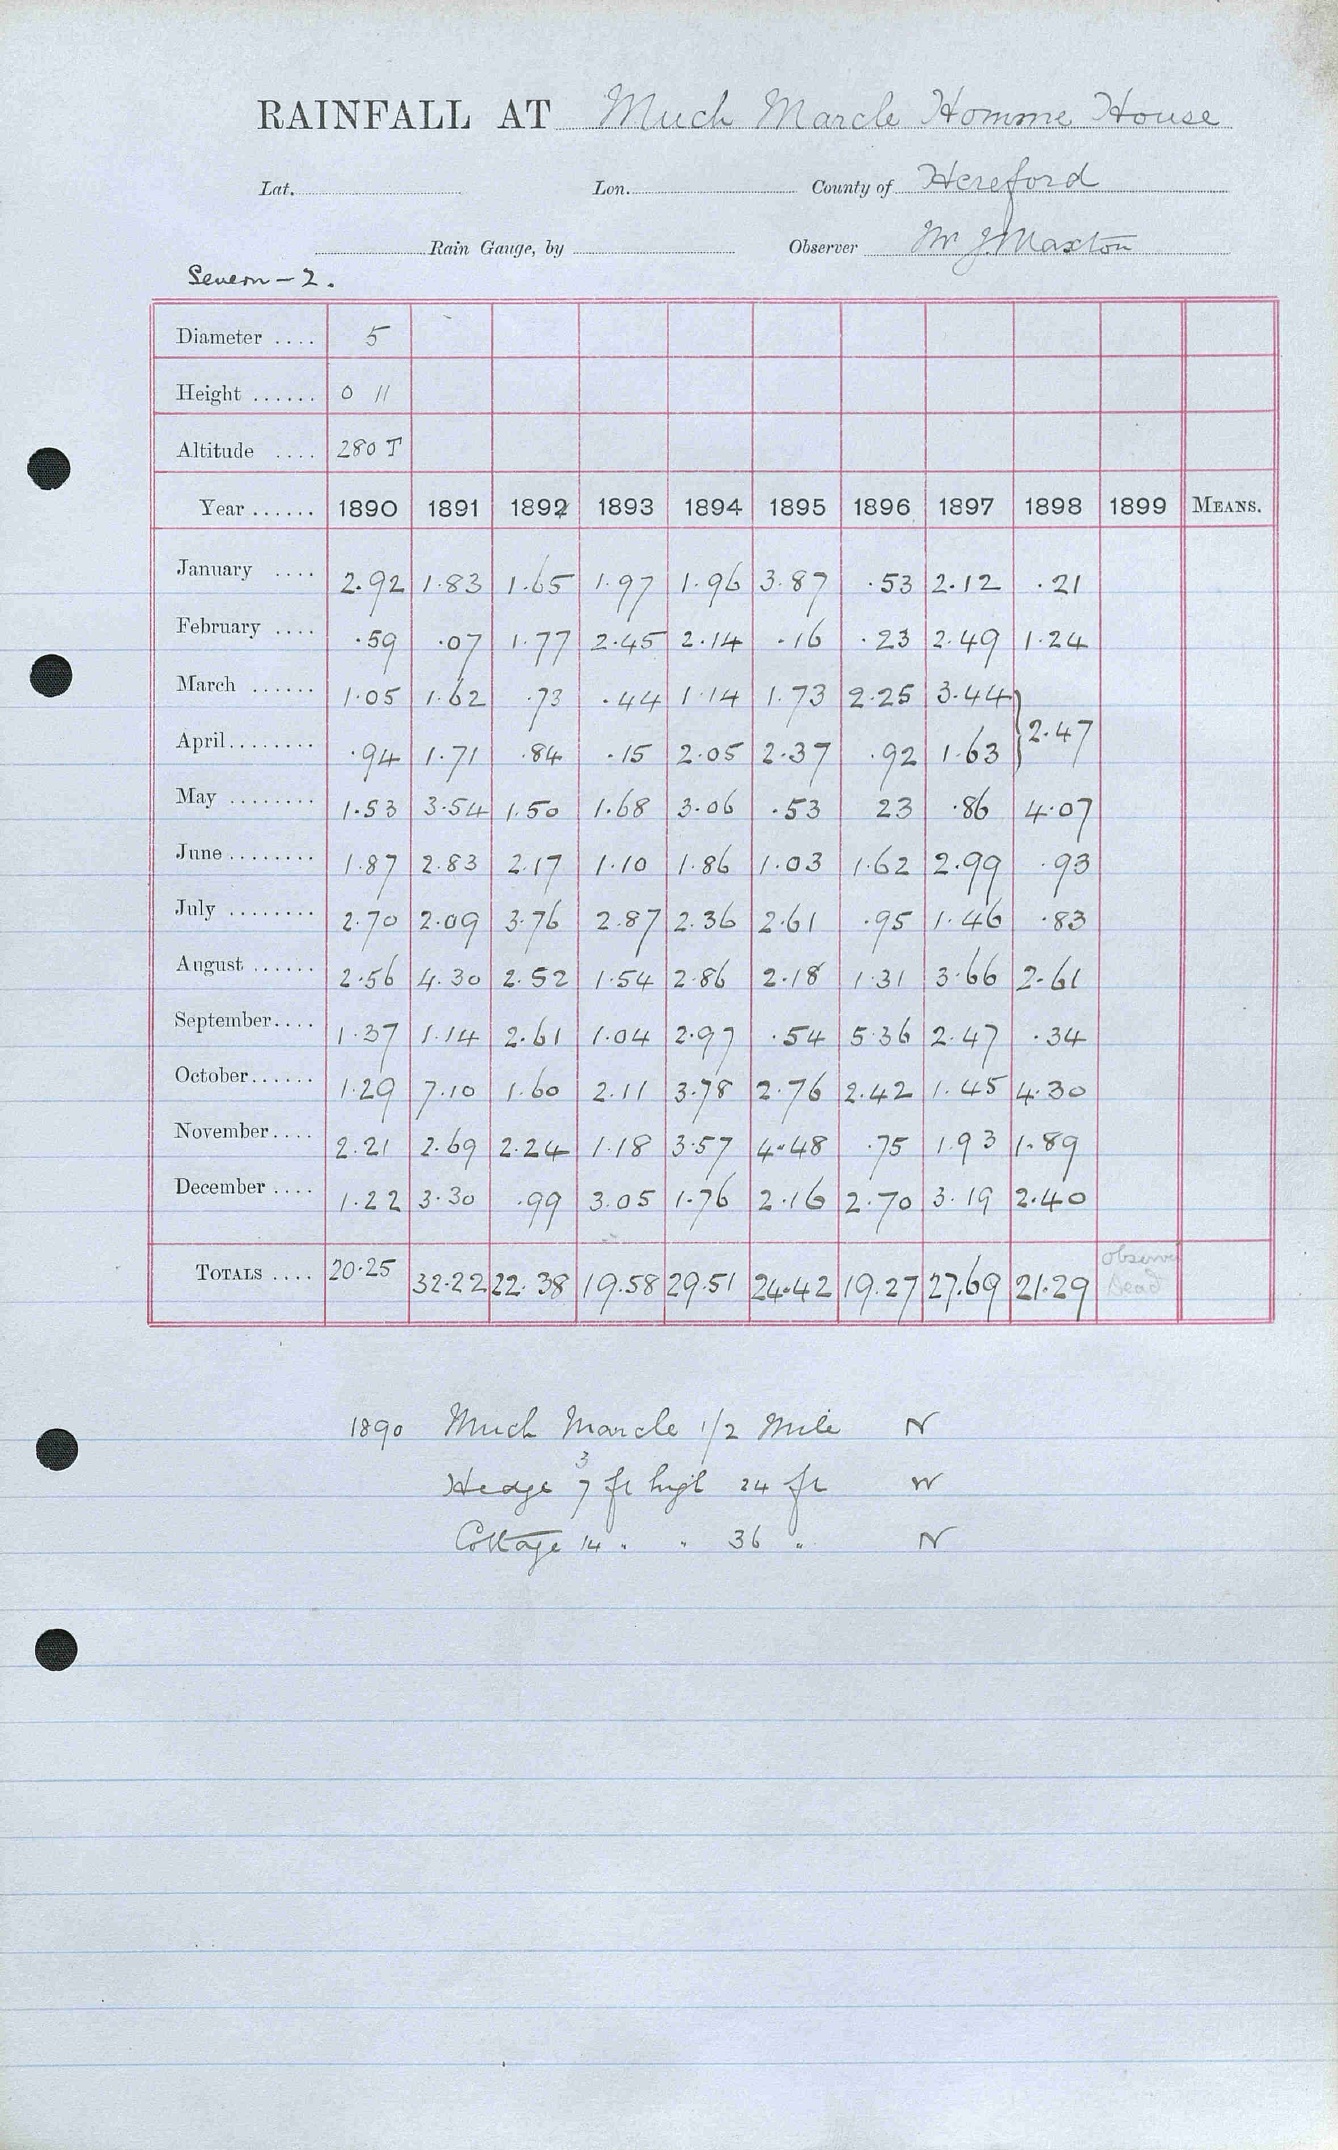 RAINFALL AT Much Marcle Homme House
Lat. Lon. County of Hereford
Rain Gauge, by Observer Mr J. Maxton
Severn - 2.
Diameter .... 5
Height ...... 0 11
Altitude .... 280 T
Year ...... 1890 1891 1892 1893 1894 1895 1896 1897 1898 1899 MEANS.
January .... 2.92 1.83 1.65 1.97 1.96 3.87 .53 2.12 .21
February .... .59 .07 1.77 2.45 2.14 .16 .23 2.49 1.24
March ...... 1.05 1.62 .73 .44 1.14 1.73 2.25 3.44 } 2.47
April ........ .94 1.71 .84 .15 2.05 2.37 .92 1.63
May ........ 1.53 3.54 1.50 1.68 3.06 .53 23 .86 4.07
June ........ 1.87 2.83 2.17 1.10 1.86 1.03 1.62 2.99 .93
July ........ 2.70 2.09 3.76 2.87 2.36 2.61 .95 1.46 .83
August ...... 2.56 4.30 2.52 1.54 2.86 2.18 1.31 3.66 2.61
September .... 1.37 1.14 2.61 1.04 2.97 .54 5.36 2.47 .34
October ...... 1.29 7.10 1.60 2.11 3.78 2.76 2.42 1.45 4.30
November .... 2.21 2.69 2.24 1.18 3.57 4.48 .75 1.93 1.89
December .... 1.22 3.30 .99 3.05 1.76 2.16 2.70 3.19 2.40
TOTALS .... 20.25 32.22 22.38 19.58 29.51 24.42 19.27 27.69 21.29 Observer Dead
1890 Much Marcle 1/2 Mile N
3
Hedge 7 ft high 24 ft W
Cottage 14 " " 36 " N